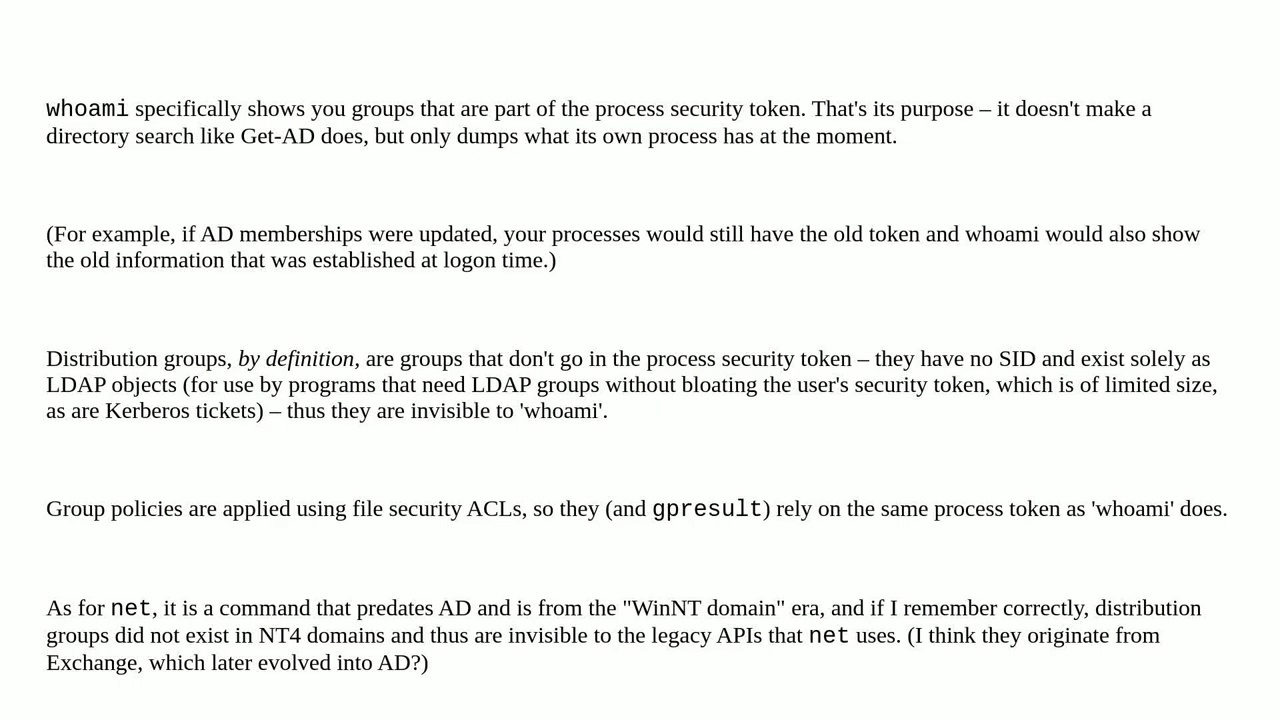 whoami specifically shows you groups that are part of the process security token. That's its purpose – it doesn't make a
directory search like Get-AD does, but only dumps what its own process has at the moment.
(For example, if AD memberships were updated, your processes would still have the old token and whoami would also show
the old information that was established at logon time.)
Distribution groups, by definition, are groups that don't go in the process security token – they have no SID and exist solely as
LDAP objects (for use by programs that need LDAP groups without bloating the user's security token, which is of limited size,
as are Kerberos tickets) – thus they are invisible to 'whoami'.
Group policies are applied using file security ACLs, so they (and gpresult) rely on the same process token as 'whoami' does.
As for net, it is a command that predates AD and is from the "WinNT domain" era, and if I remember correctly, distribution
groups did not exist in NT4 domains and thus are invisible to the legacy APIs that net uses. (I think they originate from
Exchange, which later evolved into AD?)